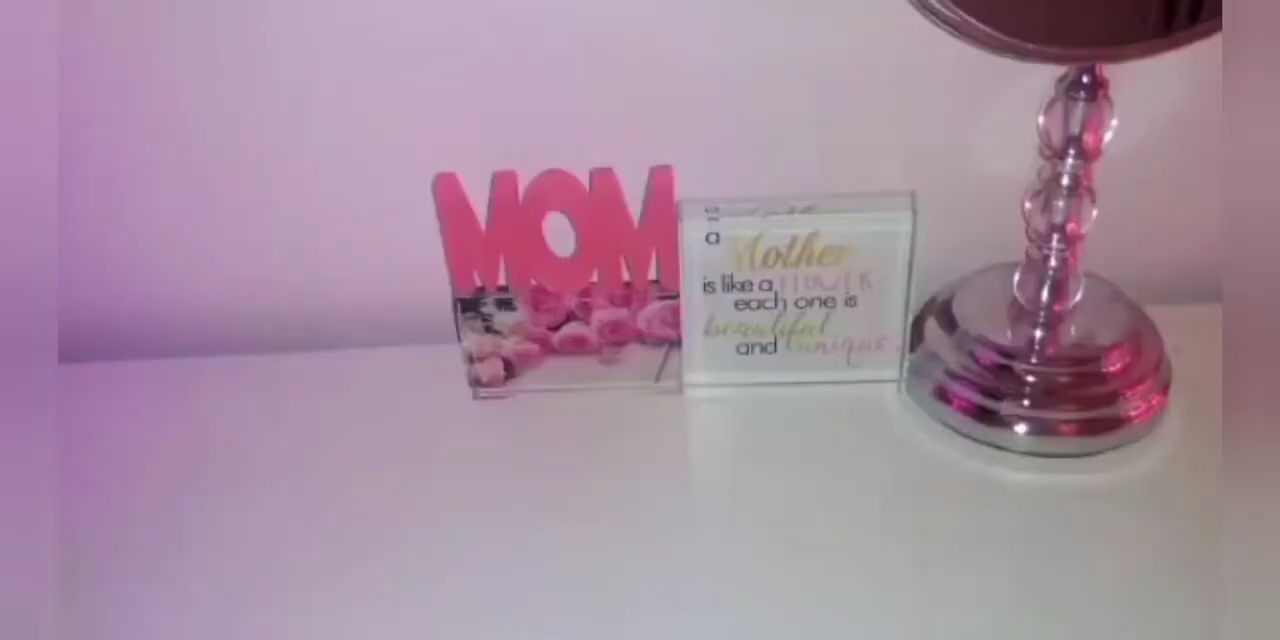 MOM
a
Mother
is like a FLOWER
each one is
beautiful
and unique.